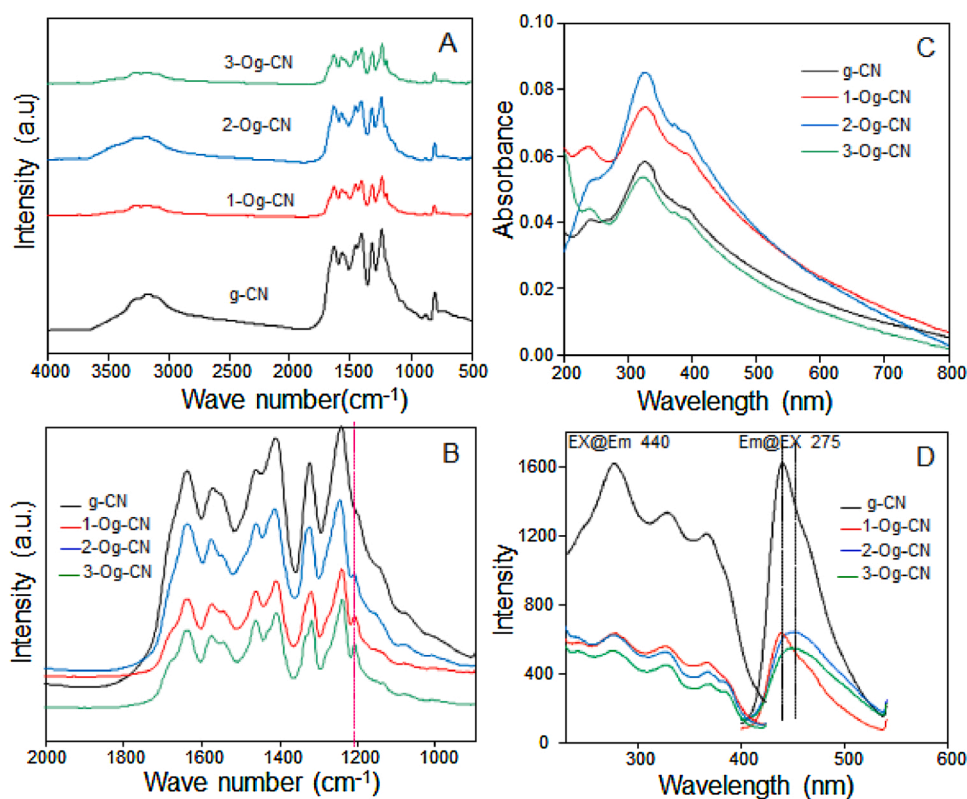 A
3-Og-CN
2-Og-CN
1-Og-CN
g-CN
Intensity (a.u)
4000 3500 3000 2500 2000 1500 1000 500
Wave number(cm-1)
C
g-CN
1-Og-CN
2-Og-CN
3-Og-CN
Absorbance
0.10
0.08
0.06
0.04
0.02
0.00
200 300 400 500 600 700 800
Wavelength (nm)
B
g-CN
1-Og-CN
2-Og-CN
3-Og-CN
Intensity (a.u.)
2000 1800 1600 1400 1200 1000
Wave number (cm-1)
EX@Em 440
Em@EX 275
D
g-CN
1-Og-CN
2-Og-CN
3-Og-CN
Intensity
1600
1200
800
400
0
300 400 500 600
Wavelength (nm)